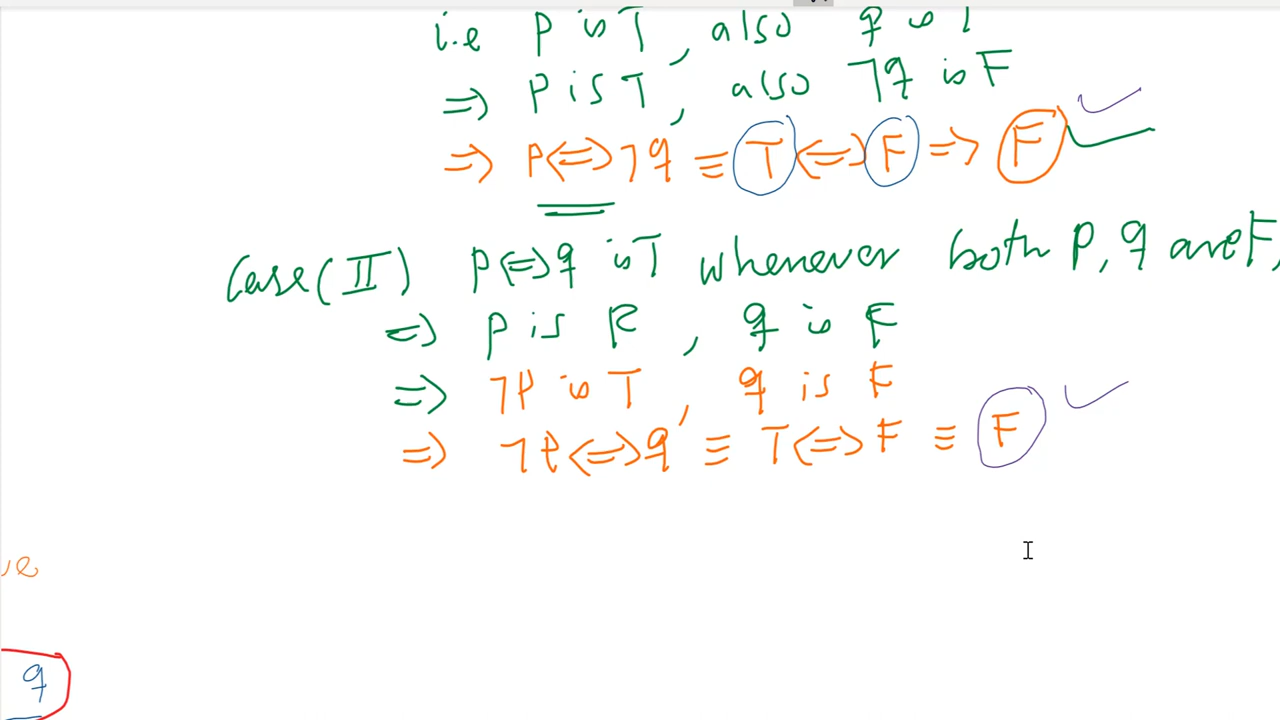 i.e p is T, also q is T
⇒ p is T, also ¬q is F
⇒ p⇔¬q ≡ T⇔F ⇒ F
Case(II) p⇔q is T whenever both p, q are F,
⇒ p is F, q is F
⇒ ¬p is T, q is F
⇒ ¬p⇔q ≡ T⇔F ≡ F
q